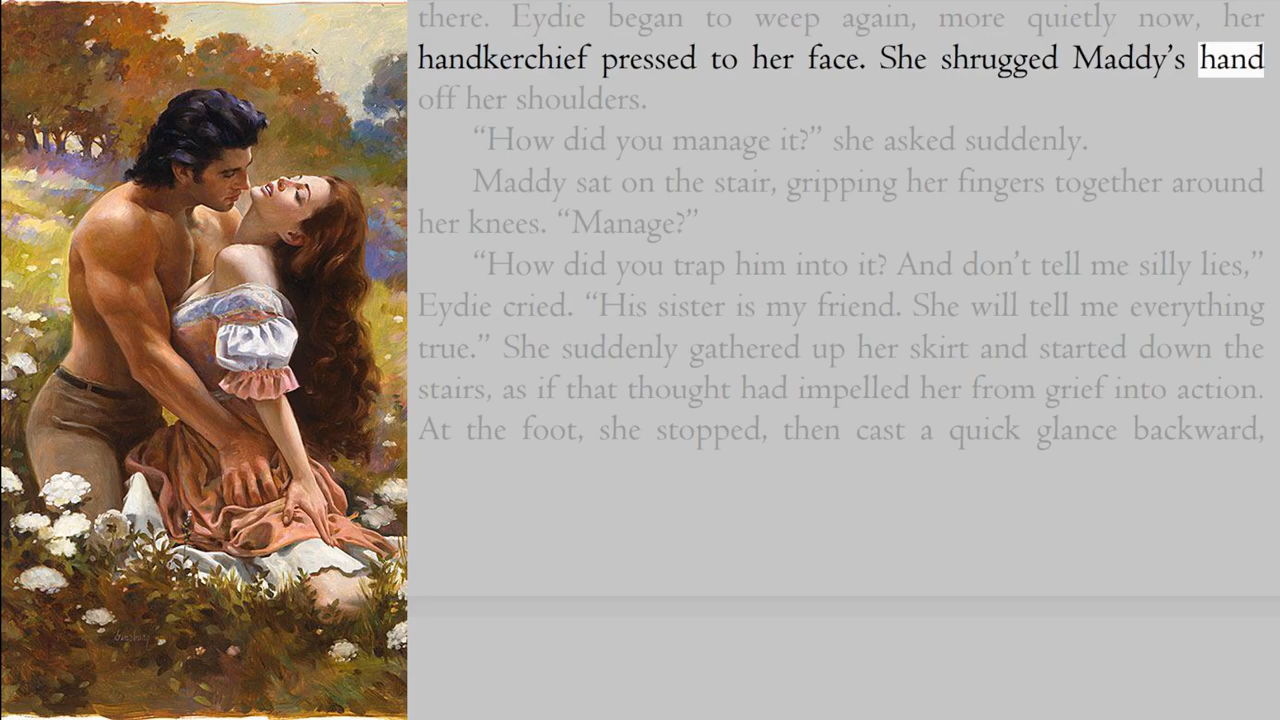 there. Eydie began to weep again, more quietly now, her
handkerchief pressed to her face. She shrugged Maddy’s hand
off her shoulders.
“How did you manage it?” she asked suddenly.
Maddy sat on the stair, gripping her fingers together around
her knees. “Manage?”
“How did you trap him into it? And don’t tell me silly lies,”
Eydie cried. “His sister is my friend. She will tell me everything
true.” She suddenly gathered up her skirt and started down the
stairs, as if that thought had impelled her from grief into action.
At the foot, she stopped, then cast a quick glance backward,